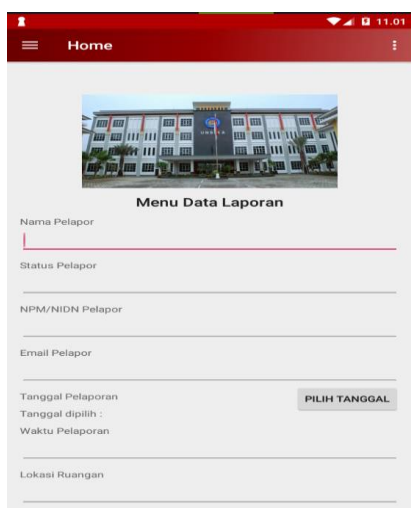 11.01
Home
Menu Data Laporan
Nama Pelapor
Status Pelapor
NPM/NIDN Pelapor
Email Pelapor
Tanggal Pelaporan
PILIH TANGGAL
Tanggal dipilih :
Waktu Pelaporan
Lokasi Ruangan